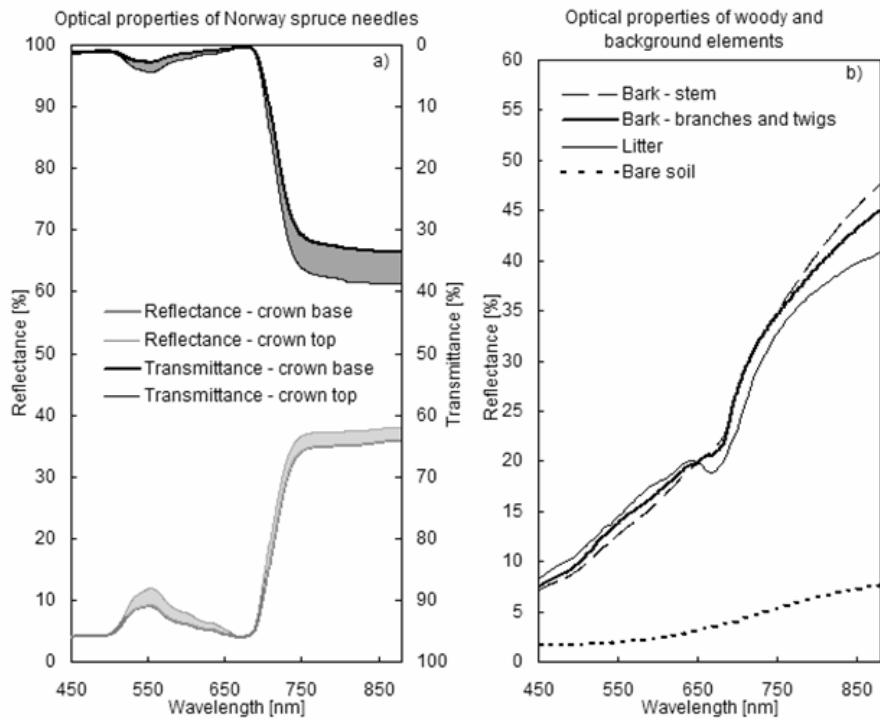 Optical properties of Norway spruce needles
a)
100
90
80
70
60
50
40
30
20
10
0
Reflectance [%]
0
10
20
30
40
50
60
70
80
90
100
Transmittance [%]
Reflectance - crown base
Reflectance - crown top
Transmittance - crown base
Transmittance - crown top
450 550 650 750 850
Wavelength [nm]
Optical properties of woody and
background elements
b)
60
55
50
45
40
35
30
25
20
15
10
5
0
Reflectance [%]
Bark - stem
Bark - branches and twigs
Litter
Bare soil
450 550 650 750 850
Wavelength [nm]